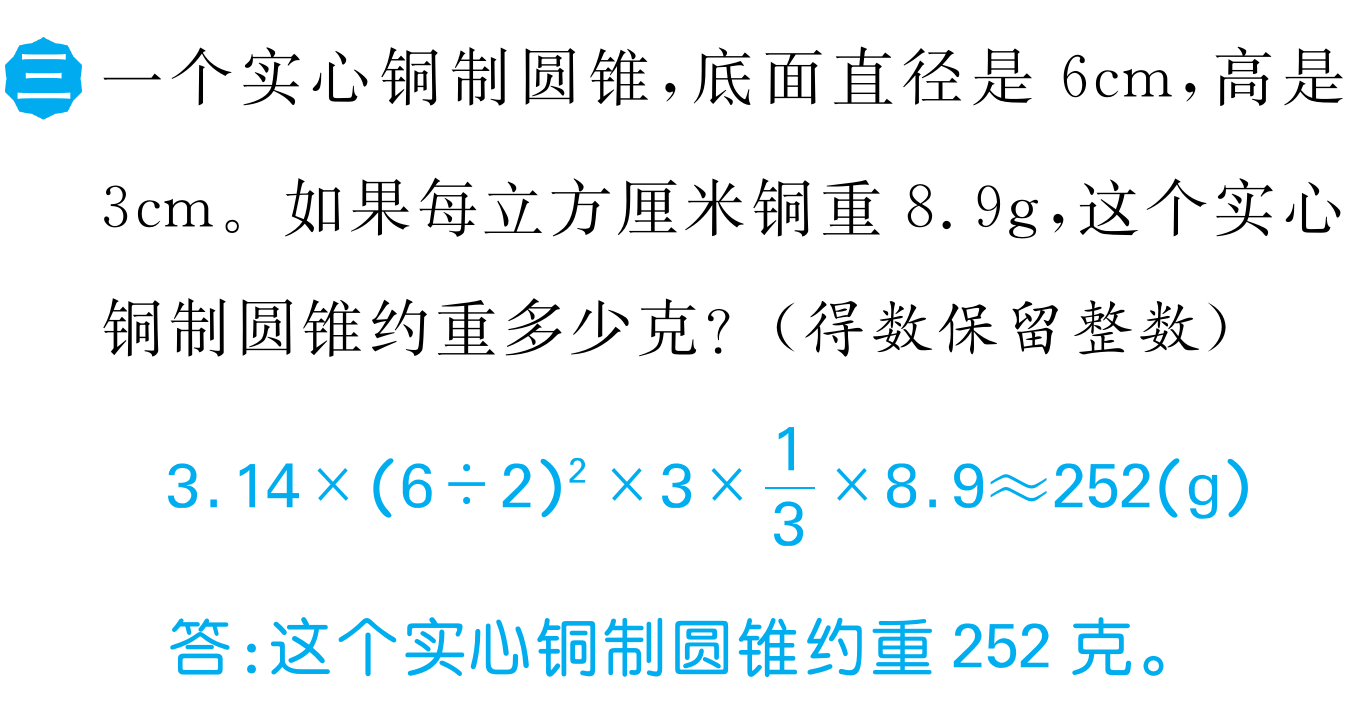 三 一个实心铜制圆锥,底面直径是 6cm,高是
3cm。如果每立方厘米铜重 8.9g,这个实心
铜制圆锥约重多少克?(得数保留整数)
3.14×(6÷2)²×3×1/3×8.9≈252(g)
答:这个实心铜制圆锥约重 252 克。